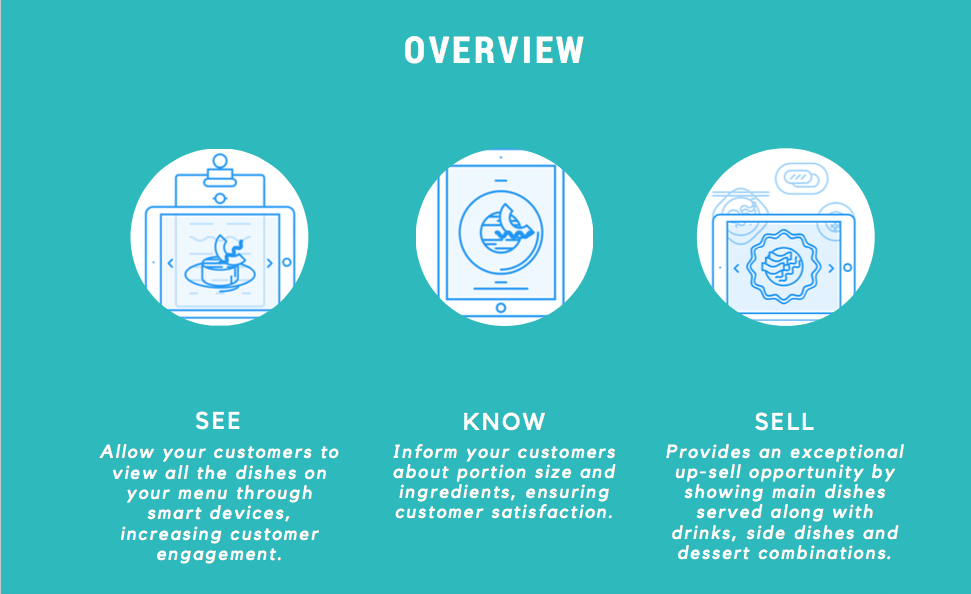 OVERVIEW
SEE
Allow your customers to
view all the dishes on
your menu through
smart devices,
increasing customer
engagement.
KNOW
Inform your customers
about portion size and
ingredients, ensuring
customer satisfaction.
SELL
Provides an exceptional
up-sell opportunity by
showing main dishes
served along with
drinks, side dishes and
dessert combinations.